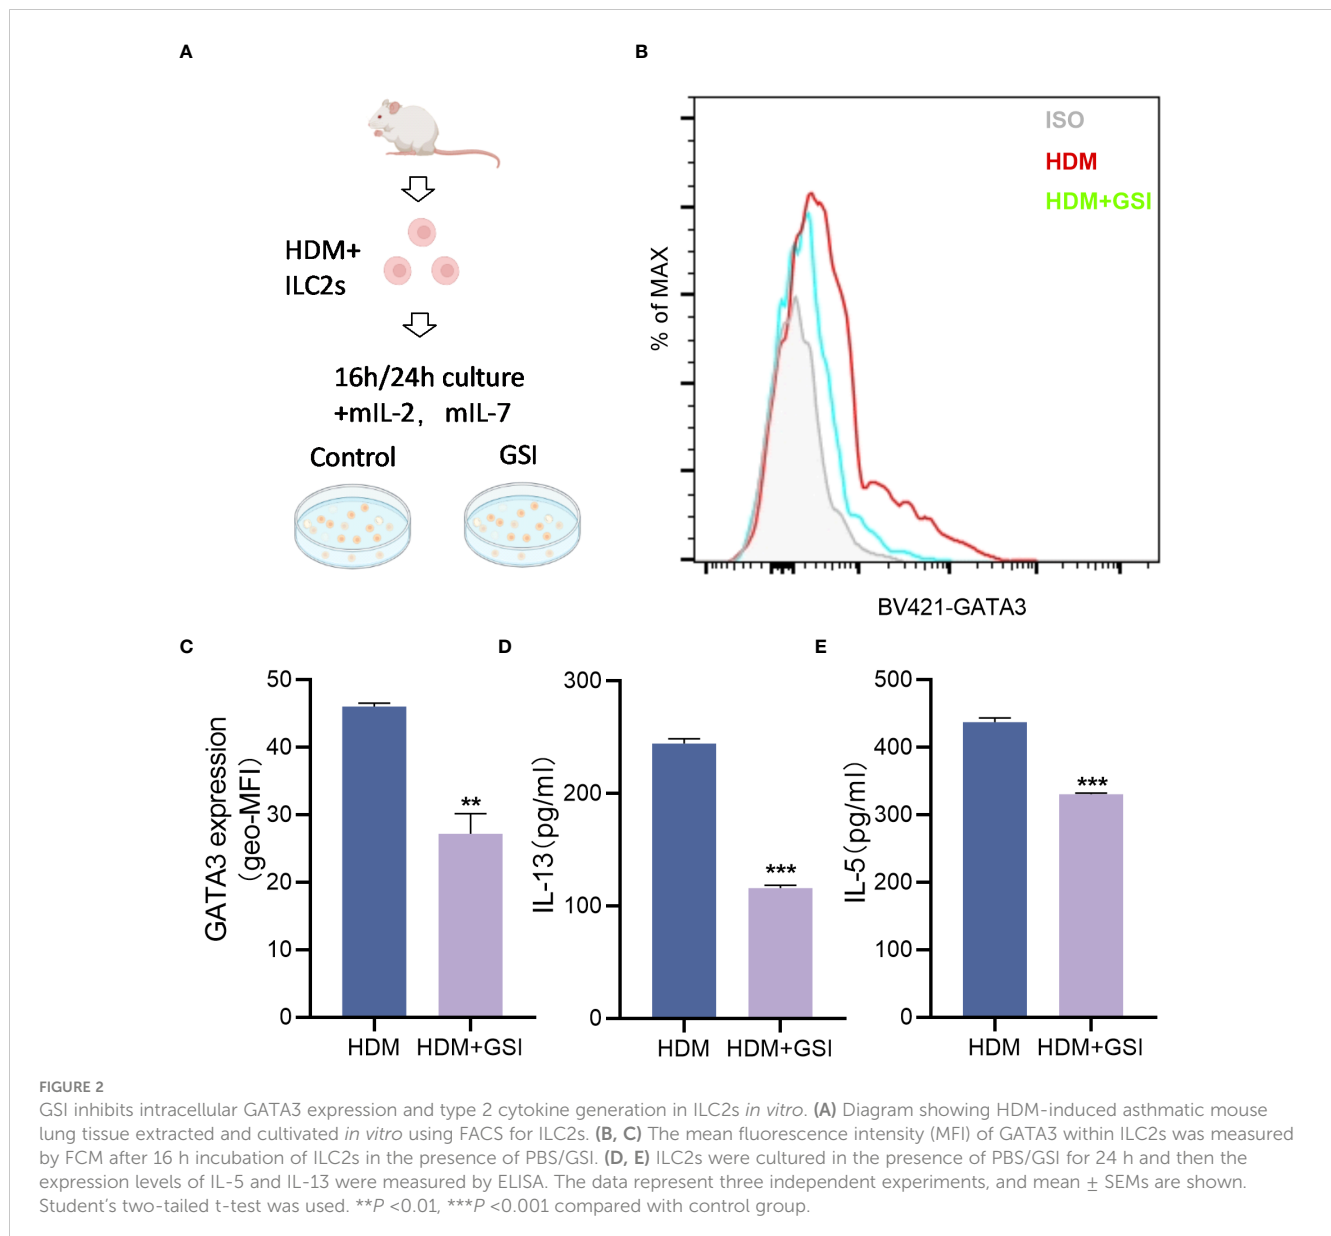 A
HDM+
ILC2s
16h/24h culture
+mIL-2, mIL-7
Control
GSI
B
ISO
HDM
HDM+GSI
% of MAX
BV421-GATA3
C
GATA3 expression
(geo-MFI)
50
40
30
20
10
0
**
HDM
HDM+GSI
D
IL-13(pg/ml)
300
200
100
0
***
HDM
HDM+GSI
E
IL-5(pg/ml)
500
400
300
200
100
0
***
HDM
HDM+GSI
FIGURE 2
GSI inhibits intracellular GATA3 expression and type 2 cytokine generation in ILC2s in vitro. (A) Diagram showing HDM-induced asthmatic mouse
lung tissue extracted and cultivated in vitro using FACS for ILC2s. (B, C) The mean fluorescence intensity (MFI) of GATA3 within ILC2s was measured
by FCM after 16 h incubation of ILC2s in the presence of PBS/GSI. (D, E) ILC2s were cultured in the presence of PBS/GSI for 24 h and then the
expression levels of IL-5 and IL-13 were measured by ELISA. The data represent three independent experiments, and mean ± SEMs are shown.
Student's two-tailed t-test was used. **P <0.01, ***P <0.001 compared with control group.